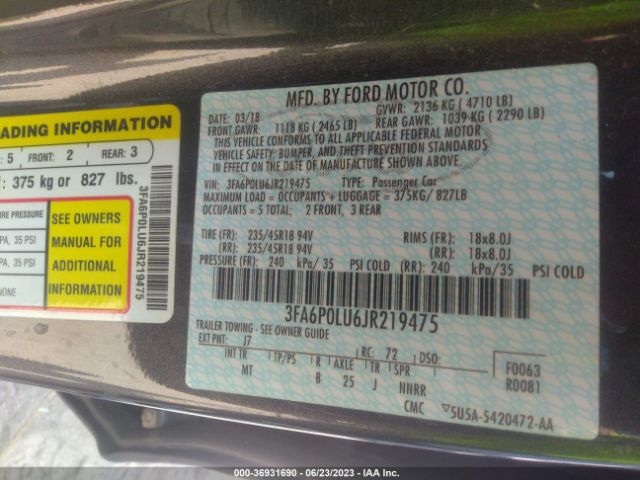 ADING INFORMATION
: 5 FRONT: 2 REAR: 3
: 375 kg or 827 lbs.
IRE PRESSURE
PA, 35 PSI
PA, 35 PSI
NONE
SEE OWNERS
MANUAL FOR
ADDITIONAL
INFORMATION
3FA6P0LU6JR219475
MFD. BY FORD MOTOR CO.
DATE: 03/18 GVWR: 2136 KG ( 4710 LB)
FRONT GAWR: 1118 KG ( 2465 LB) REAR GAWR: 1039 KG ( 2290 LB)
THIS VEHICLE CONFORMS TO ALL APPLICABLE FEDERAL MOTOR
VEHICLE SAFETY, BUMPER, AND THEFT PREVENTION STANDARDS
IN EFFECT ON THE DATE OF MANUFACTURE SHOWN ABOVE.
VIN: 3FA6P0LU6JR219475 TYPE: Passenger Car
MAXIMUM LOAD = OCCUPANTS + LUGGAGE = 375KG/ 827LB
OCCUPANTS = 5 TOTAL; 2 FRONT, 3 REAR
TIRE (FR): 235/45R18 94V RIMS (FR): 18x8.0J
(RR): 235/45R18 94V (RR): 18x8.0J
PRESSURE (FR): 240 kPa/ 35 PSI COLD (RR): 240 kPa/35 PSI COLD
3FA6P0LU6JR219475
TRAILER TOWING - SEE OWNER GUIDE
EXT PNT: J7 RC: 72 DSO:
INT TR TP/PS R AXLE TR SPR
MT B 25 J NNRR
F0063
R0081
CMC 5U5A-5420472-AA
000-36931690 - 06/23/2023 - IAA Inc.